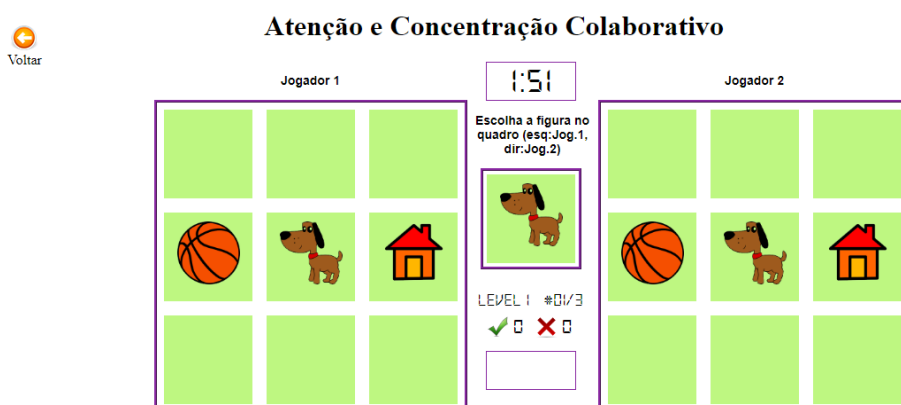 Atenção e Concentração Colaborativo
Voltar
Jogador 1
1:51
Jogador 2
Escolha a figura no
quadro (esq:Jog.1,
dir:Jog.2)
LEVEL 1 #01/3
0 0